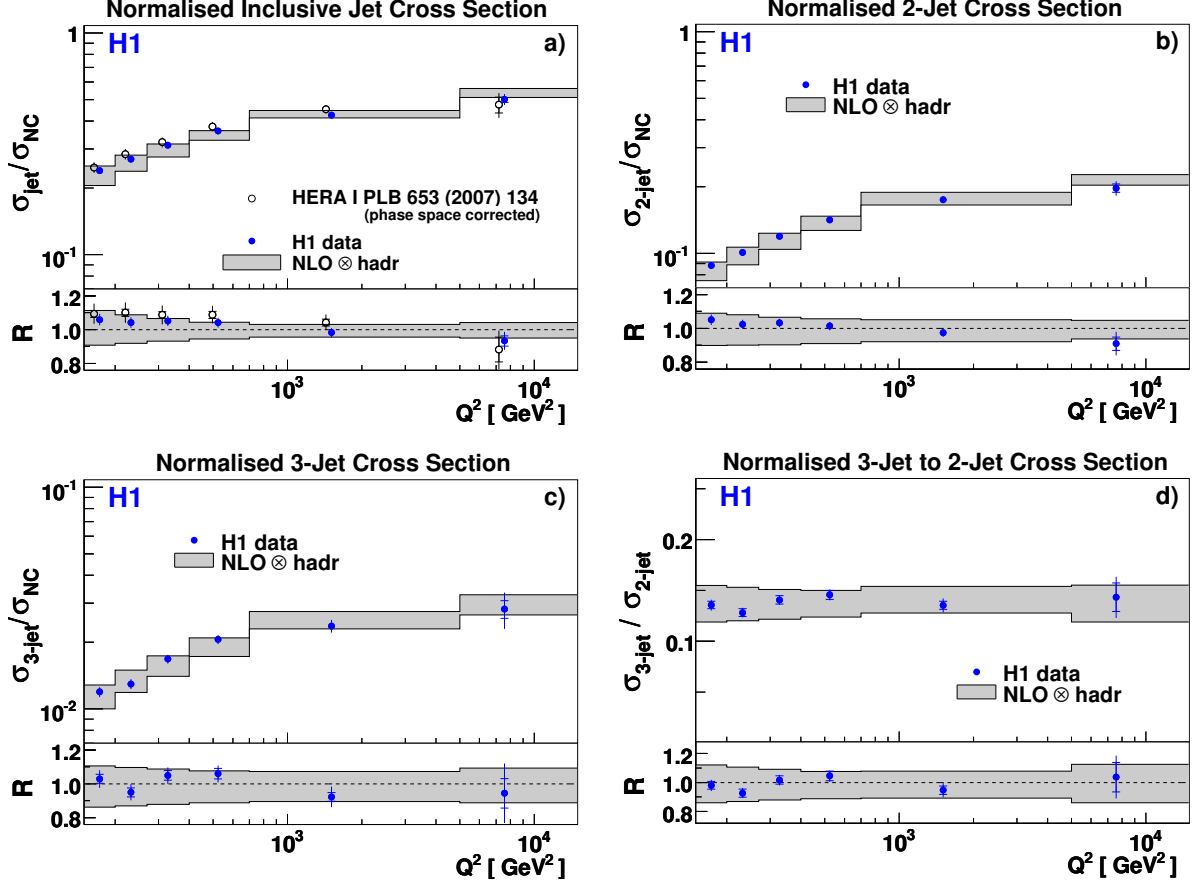 Normalised Inclusive Jet Cross Section
H1
a)
1
10⁻¹
σjet/σNC
HERA I PLB 653 (2007) 134
(phase space corrected)
H1 data
NLO ⊗ hadr
R
1.2
1.0
0.8
10³
10⁴
Q² [ GeV² ]
Normalised 2-Jet Cross Section
H1
b)
1
10⁻¹
σ2-jet/σNC
H1 data
NLO ⊗ hadr
R
1.2
1.0
0.8
10³
10⁴
Q² [ GeV² ]
Normalised 3-Jet Cross Section
H1
c)
10⁻¹
10⁻²
σ3-jet/σNC
H1 data
NLO ⊗ hadr
R
1.2
1.0
0.8
10³
10⁴
Q² [ GeV² ]
Normalised 3-Jet to 2-Jet Cross Section
H1
d)
0.2
0.1
σ3-jet / σ2-jet
H1 data
NLO ⊗ hadr
R
1.2
1.0
0.8
10³
10⁴
Q² [ GeV² ]